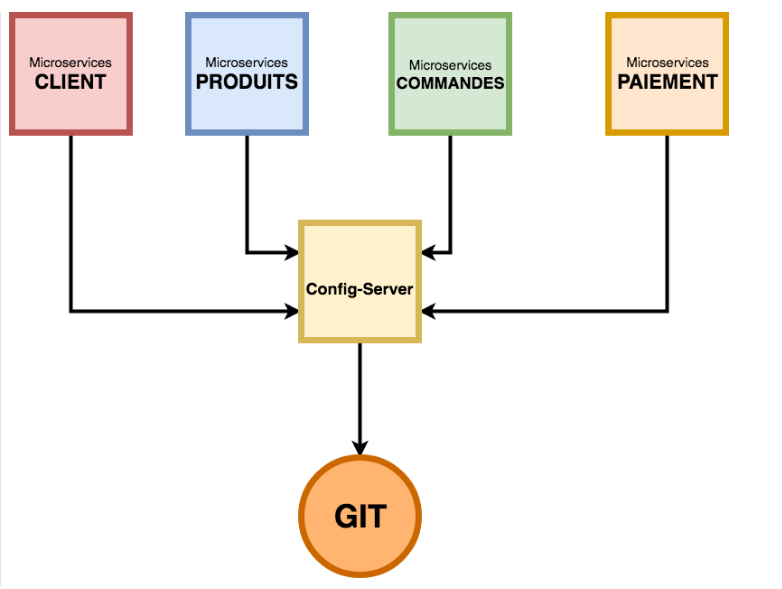 Microservices
CLIENT
Microservices
PRODUITS
Microservices
COMMANDES
Microservices
PAIEMENT
Config-Server
GIT